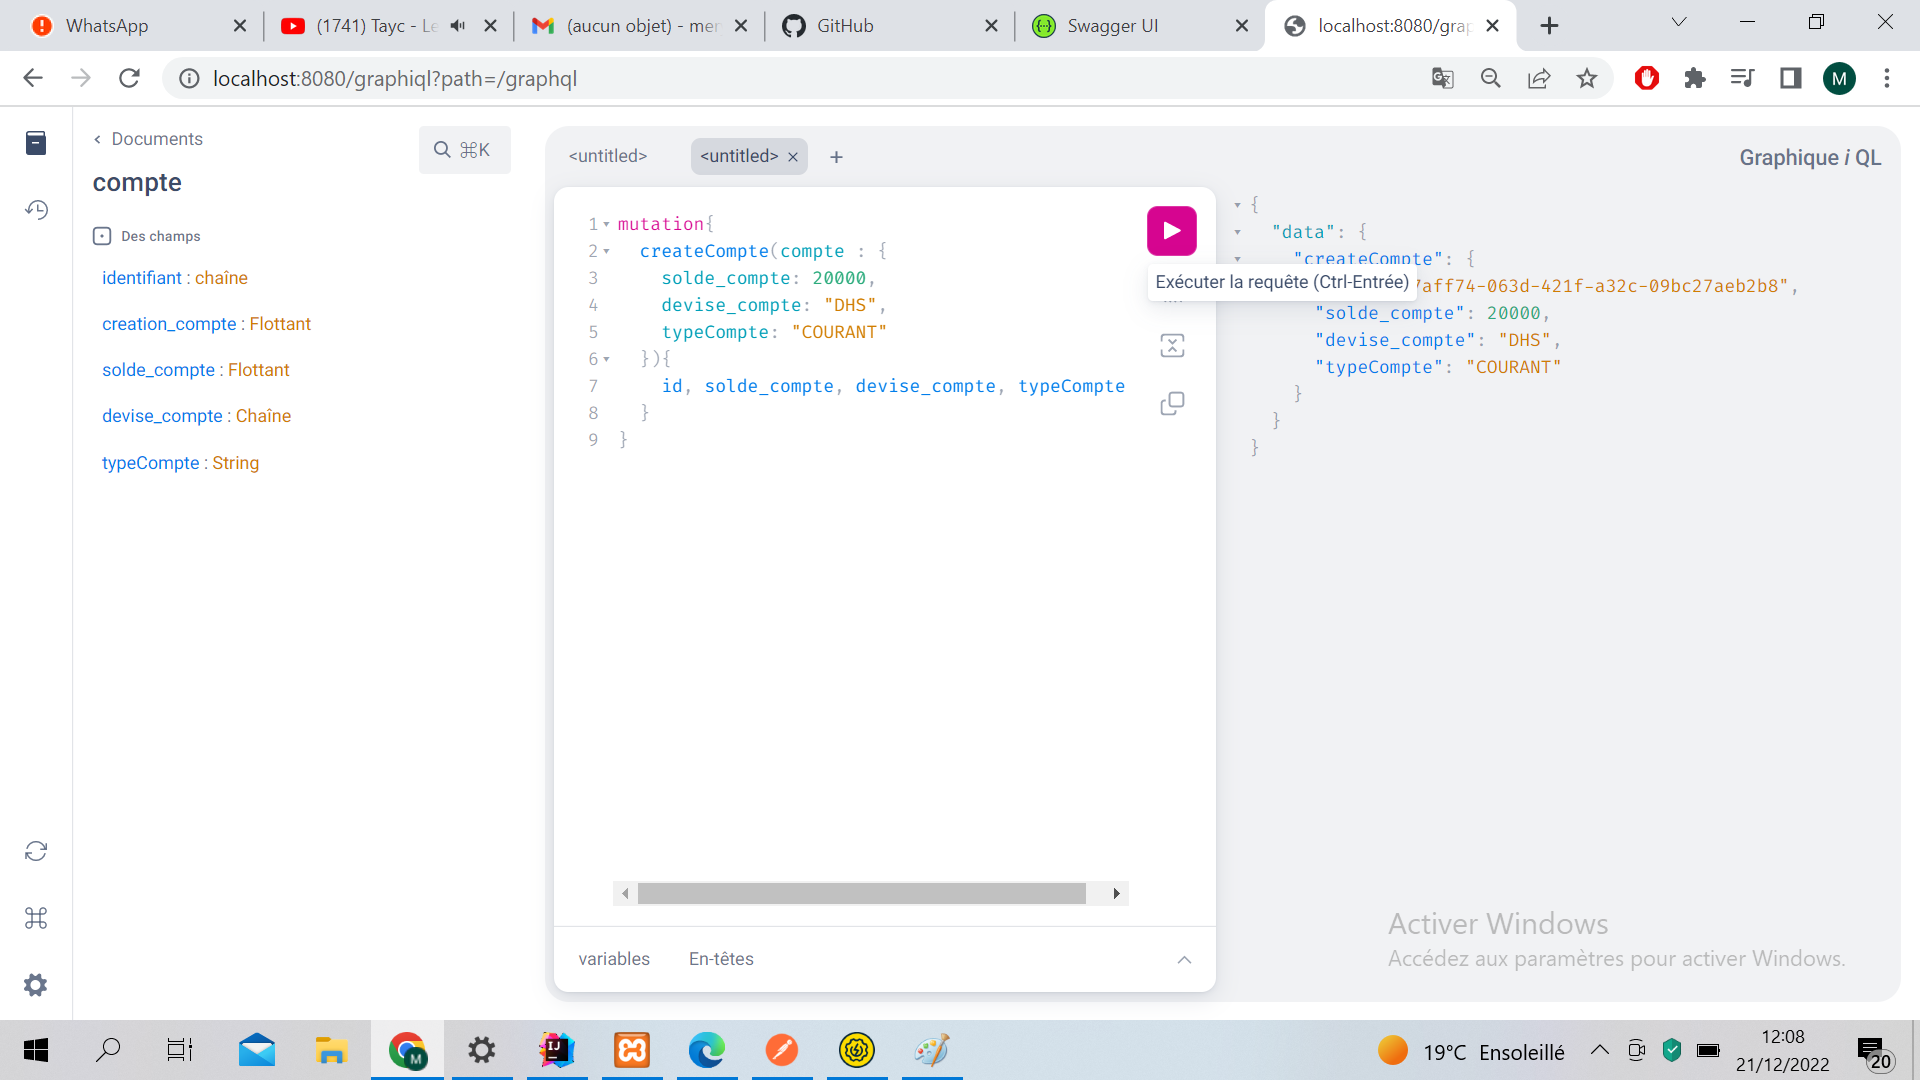 WhatsApp
(1741) Tayc - Le
(aucun objet) - mer
GitHub
Swagger UI
localhost:8080/grap
localhost:8080/graphiql?path=/graphql
M
Documents
⌘K
compte
Des champs
identifiant : chaîne
creation_compte : Flottant
solde_compte : Flottant
devise_compte : Chaîne
typeCompte : String
<untitled>
<untitled>
Graphique i QL
1 mutation{
2 createCompte(compte : {
3 solde_compte: 20000,
4 devise_compte: "DHS",
5 typeCompte: "COURANT"
6 }){
7 id, solde_compte, devise_compte, typeCompte
8 }
9 }
Exécuter la requête (Ctrl-Entrée)
{
"data": {
"createCompte": {
7aff74-063d-421f-a32c-09bc27aeb2b8",
"solde_compte": 20000,
"devise_compte": "DHS",
"typeCompte": "COURANT"
}
}
}
variables
En-têtes
Activer Windows
Accédez aux paramètres pour activer Windows.
19°C Ensoleillé
12:08
21/12/2022
20